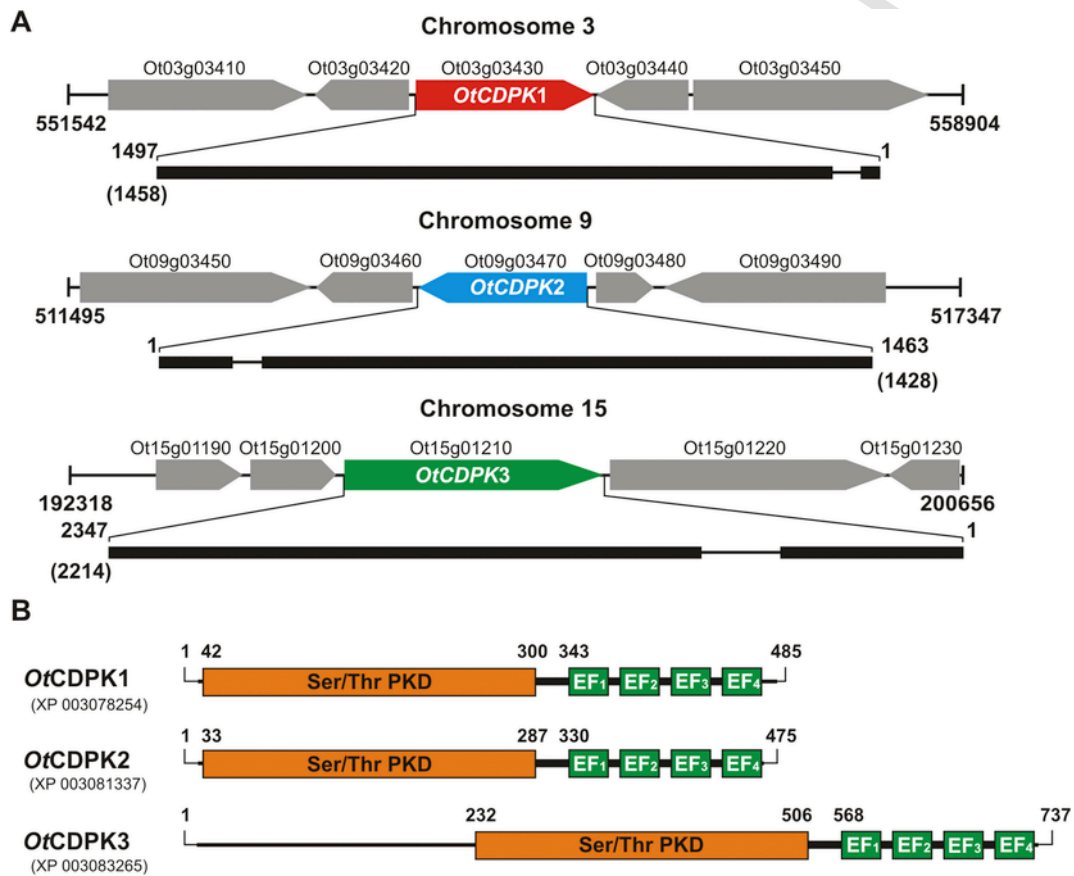 A
Chromosome 3
Ot03g03410 Ot03g03420 Ot03g03430 Ot03g03440 Ot03g03450
OtCDPK1
551542 558904
1497 1
(1458)
Chromosome 9
Ot09g03450 Ot09g03460 Ot09g03470 Ot09g03480 Ot09g03490
OtCDPK2
511495 517347
1 1463
(1428)
Chromosome 15
Ot15g01190 Ot15g01200 Ot15g01210 Ot15g01220 Ot15g01230
OtCDPK3
192318 200656
2347 1
(2214)
B
1 42 300 343 485
OtCDPK1 Ser/Thr PKD EF1 EF2 EF3 EF4
(XP 003078254)
1 33 287 330 475
OtCDPK2 Ser/Thr PKD EF1 EF2 EF3 EF4
(XP 003081337)
1 232 506 568 737
OtCDPK3 Ser/Thr PKD EF1 EF2 EF3 EF4
(XP 003083265)